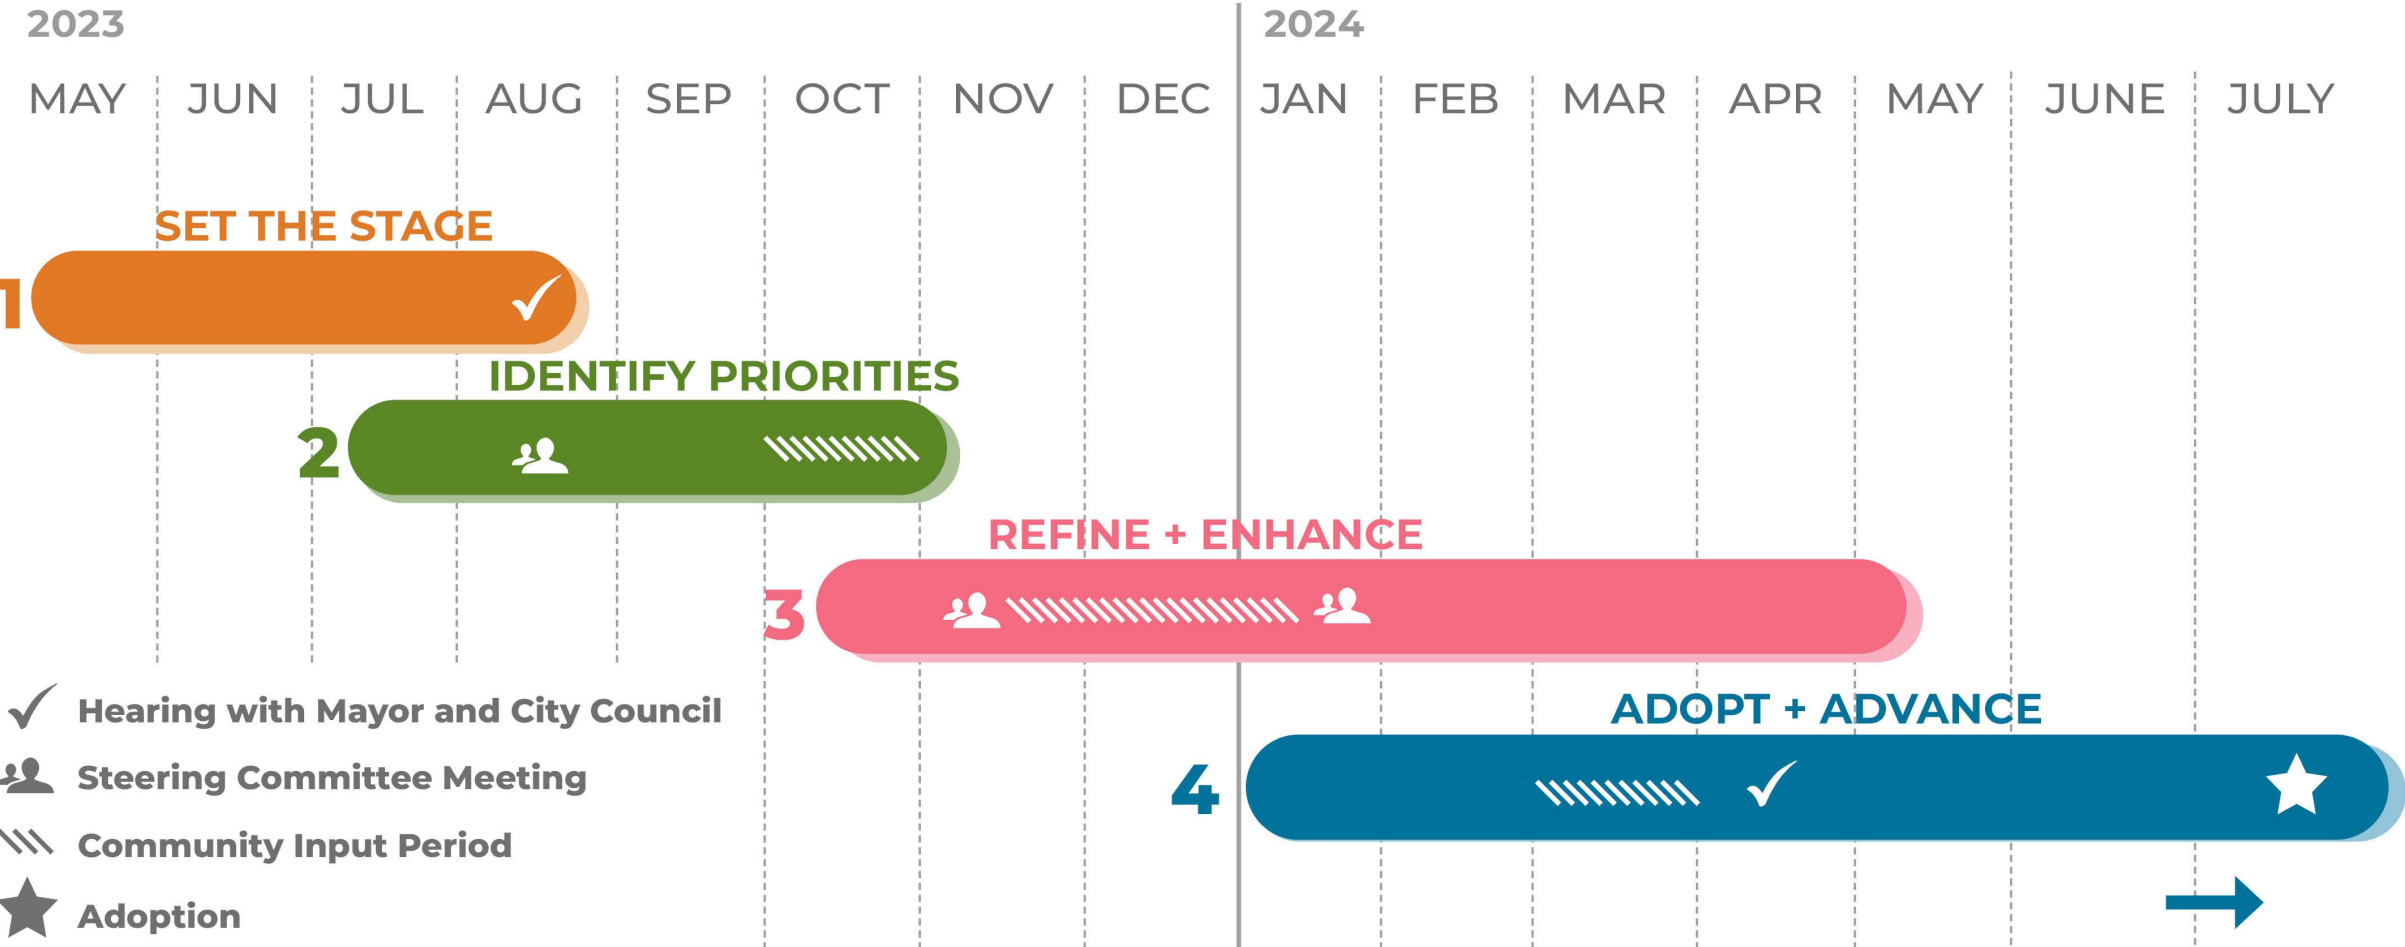 2023
2024
MAY JUN JUL AUG SEP OCT NOV DEC JAN FEB MAR APR MAY JUNE JULY
SET THE STAGE
1
IDENTIFY PRIORITIES
2
REFINE + ENHANCE
3
ADOPT + ADVANCE
4
Hearing with Mayor and City Council
Steering Committee Meeting
Community Input Period
Adoption